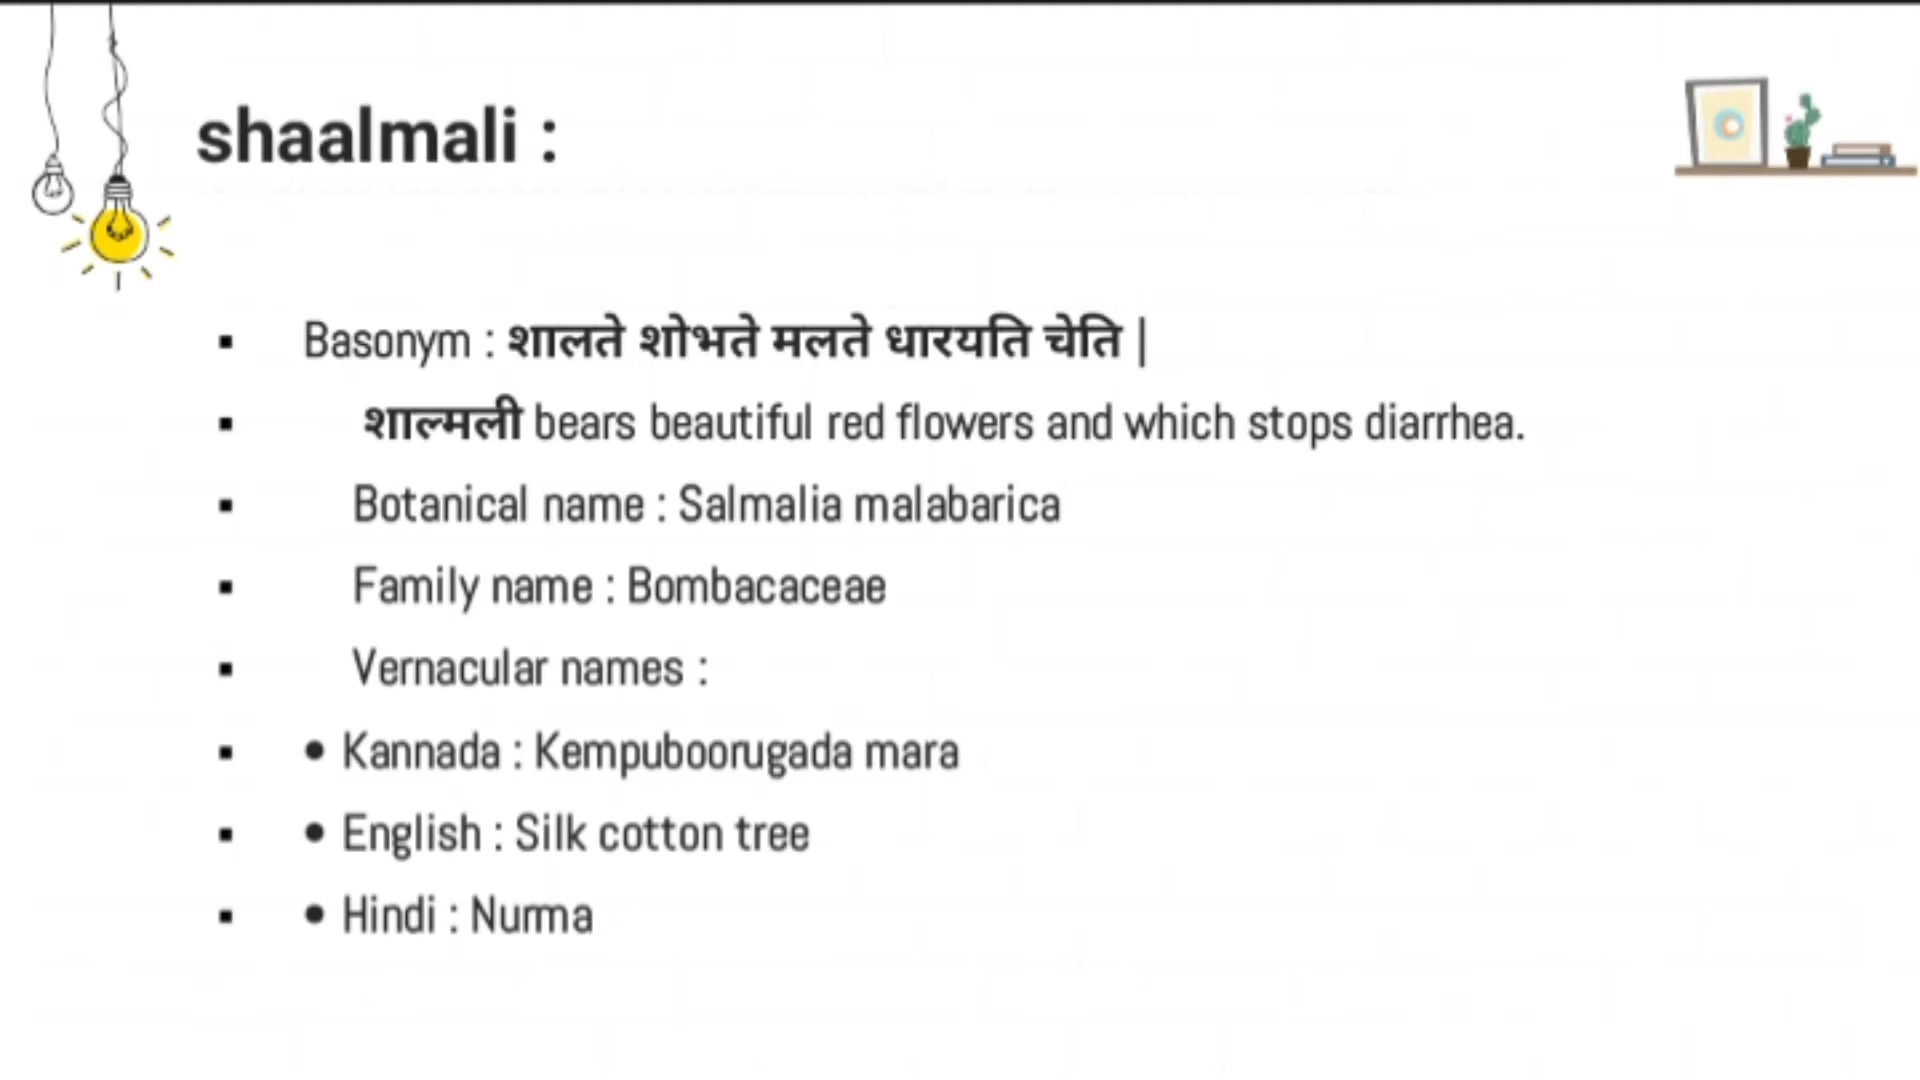 shaalmali :
Basonym : शालते शोभते मलते धारयति चेति |
शाल्मली bears beautiful red flowers and which stops diarrhea.
Botanical name : Salmalia malabarica
Family name : Bombacaceae
Vernacular names :
• Kannada : Kempuboorugada mara
• English : Silk cotton tree
• Hindi : Nurma